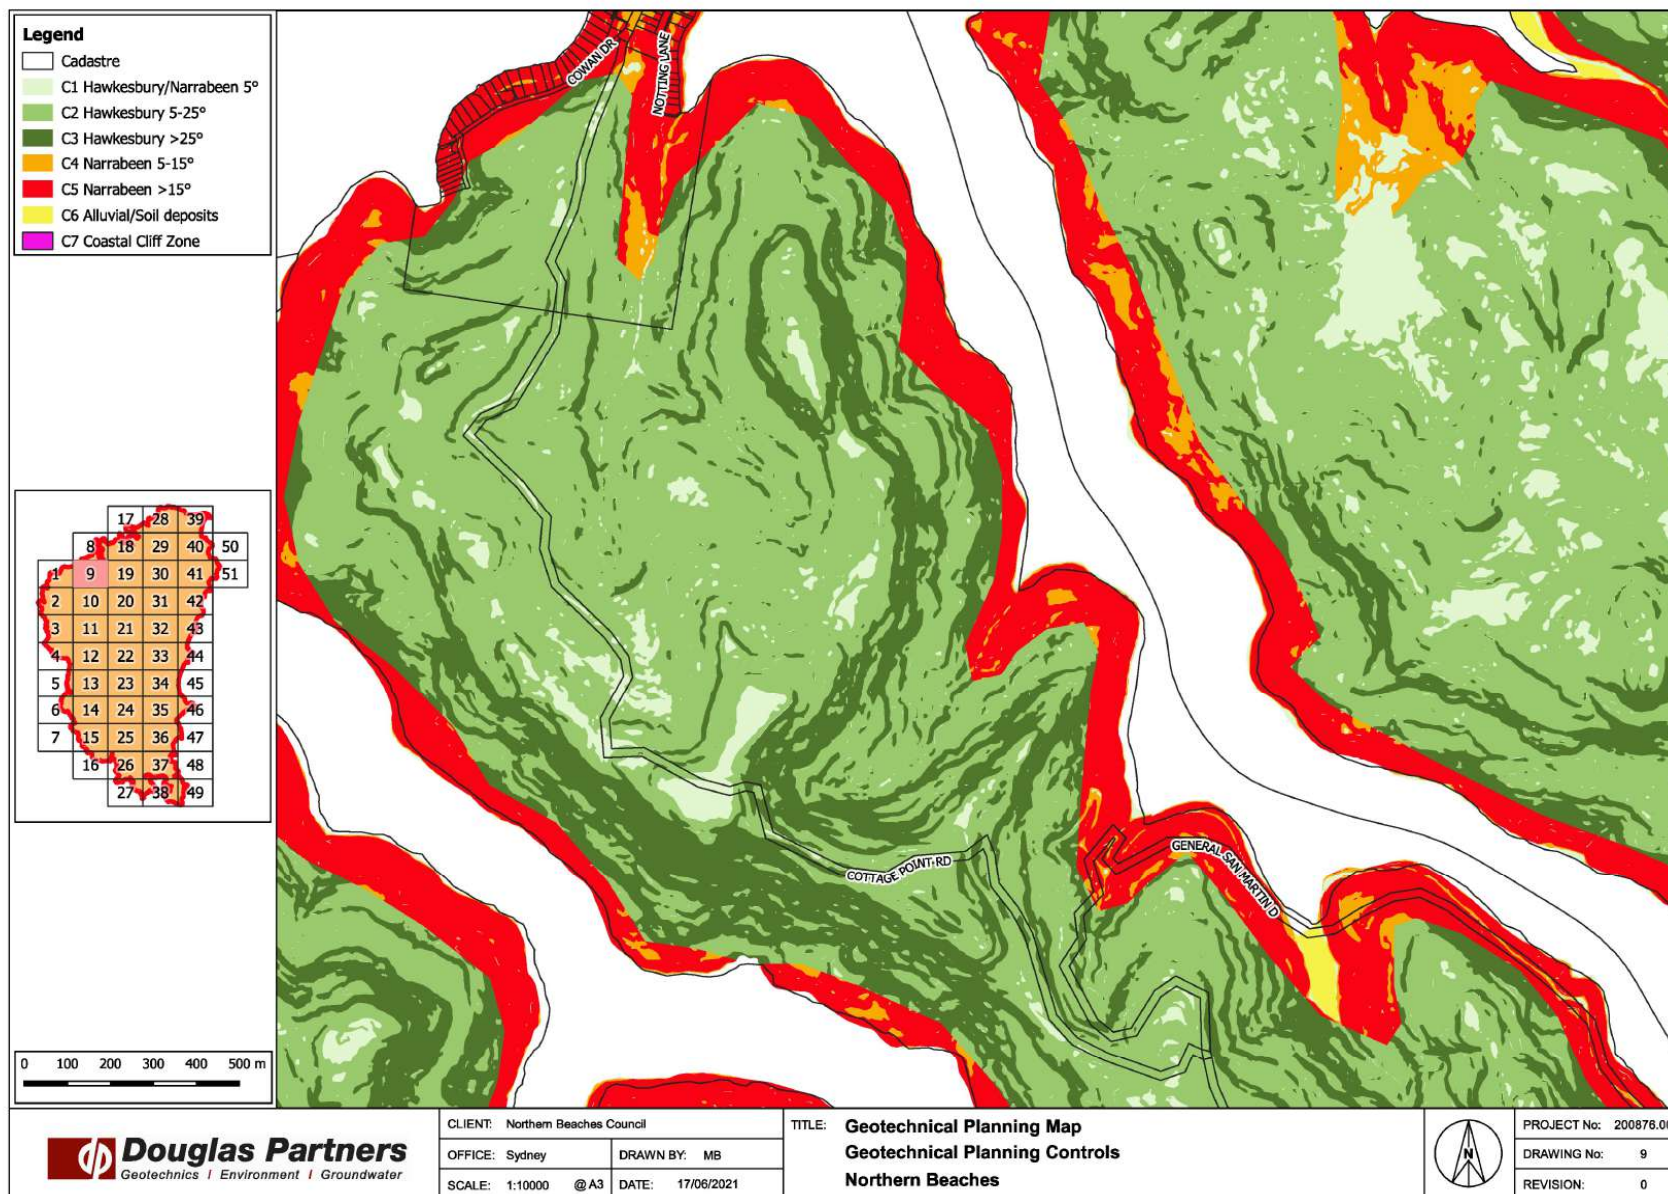 Legend
Cadastre
C1 Hawkesbury/Narrabeen 5°
C2 Hawkesbury 5-25°
C3 Hawkesbury >25°
C4 Narrabeen 5-15°
C5 Narrabeen >15°
C6 Alluvial/Soil deposits
C7 Coastal Cliff Zone
COWAN DR
NOTTING LANE
COTTAGE POINT RD
GENERAL SAN MARTIN D
17 28 39
8 18 29 40 50
1 9 19 30 41 51
2 10 20 31 42
3 11 21 32 43
4 12 22 33 44
5 13 23 34 45
6 14 24 35 46
7 15 25 36 47
16 26 37 48
27 38 49
0 100 200 300 400 500 m
Douglas Partners
Geotechnics | Environment | Groundwater
CLIENT: Northern Beaches Council
OFFICE: Sydney
DRAWN BY: MB
SCALE: 1:10000 @ A3
DATE: 17/06/2021
TITLE: Geotechnical Planning Map
Geotechnical Planning Controls
Northern Beaches
N
PROJECT No: 200876.00
DRAWING No: 9
REVISION: 0